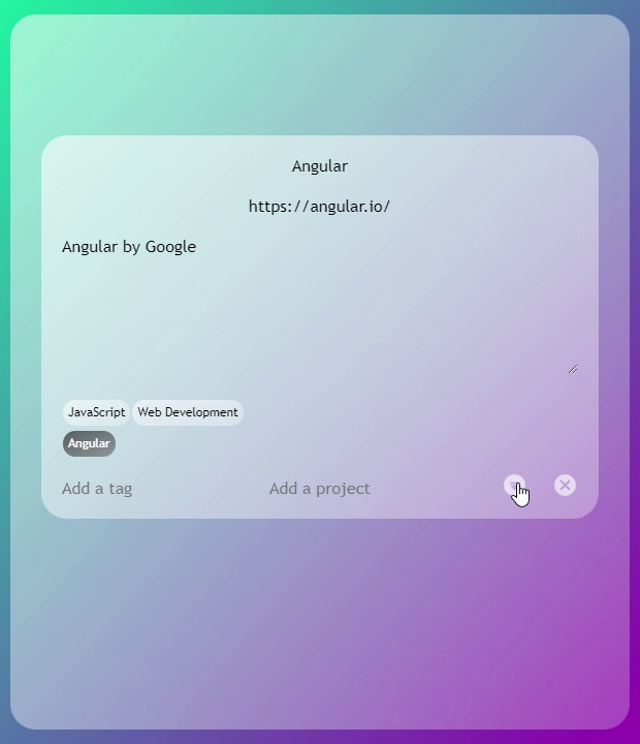 Angular
https://angular.io/
Angular by Google
JavaScript Web Development
Angular
Add a tag Add a project